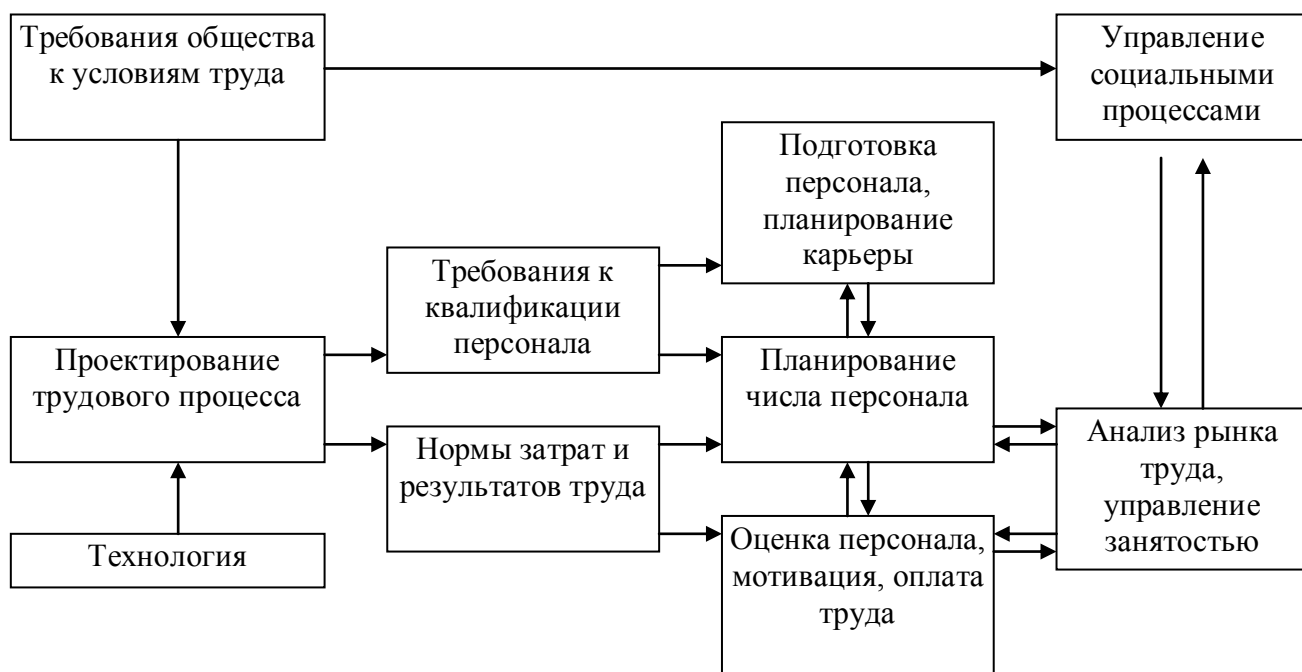 Требования общества
к условиям труда
Управление
социальными
процессами
Подготовка
персонала,
планирование
карьеры
Требования к
квалификации
персонала
Проектирование
трудового процесса
Планирование
числа персонала
Нормы затрат и
результатов труда
Анализ рынка
труда,
управление
занятостью
Технология
Оценка персонала,
мотивация, оплата
труда